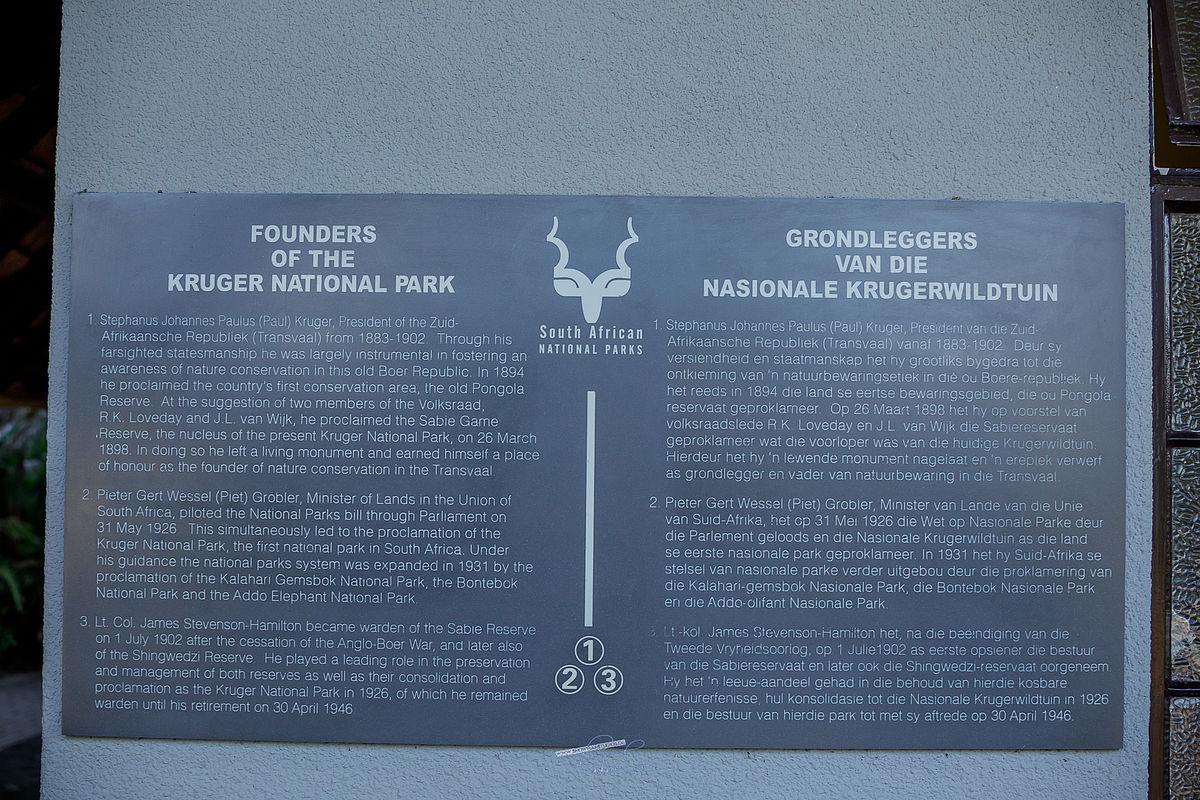 FOUNDERS
OF THE
KRUGER NATIONAL PARK
1. Stephanus Johannes Paulus (Paul) Kruger, President of the Zuid-
Afrikaansche Republiek (Transvaal) from 1883-1902. Through his
farsighted statesmanship he was largely instrumental in fostering an
awareness of nature conservation in this old Boer Republic. In 1894
he proclaimed the country's first conservation area, the old Pongola
Reserve. At the suggestion of two members of the Volksraad,
R.K. Loveday and J.L. van Wijk, he proclaimed the Sabie Game
Reserve, the nucleus of the present Kruger National Park, on 26 March
1898. In doing so he left a living monument and earned himself a place
of honour as the founder of nature conservation in the Transvaal.
2. Pieter Gert Wessel (Piet) Grobler, Minister of Lands in the Union of
South Africa, piloted the National Parks bill through Parliament on
31 May 1926. This simultaneously led to the proclamation of the
Kruger National Park, the first national park in South Africa. Under
his guidance the national parks system was expanded in 1931 by the
proclamation of the Kalahari Gemsbok National Park, the Bontebok
National Park and the Addo Elephant National Park.
3. Lt. Col. James Stevenson-Hamilton became warden of the Sabie Reserve
on 1 July 1902 after the cessation of the Anglo-Boer War, and later also
of the Shingwedzi Reserve. He played a leading role in the preservation
and management of both reserves as well as their consolidation and
proclamation as the Kruger National Park in 1926, of which he remained
warden until his retirement on 30 April 1946.
South African
NATIONAL PARKS
1
2 3
GRONDLEGGERS
VAN DIE
NASIONALE KRUGERWILDTUIN
1. Stephanus Johannes Paulus (Paul) Kruger, President van die Zuid-
Afrikaansche Republiek (Transvaal) vanaf 1883-1902. Deur sy
versiendheid en staatmanskap het hy grootliks bygedra tot die
ontkieming van 'n natuurbewaringsetiek in dié ou Boere-republiek. Hy
het reeds in 1894 die land se eertse bewaringsgebied, die ou Pongola
reservaat geproklameer. Op 26 Maart 1898 het hy op voorstel van
volksraadslede R.K. Loveday en J.L. van Wijk die Sabiereservaat
geproklameer wat die voorloper was van die huidige Krugerwildtuin.
Hierdeur het hy 'n lewende monument nagelaat en 'n ereplek verwerf
as grondlegger en vader van natuurbewaring in die Transvaal.
2. Pieter Gert Wessel (Piet) Grobler, Minister van Lande van die Unie
van Suid-Afrika, het op 31 Mei 1926 die Wet op Nasionale Parke deur
die Parlement geloods en die Nasionale Krugerwildtuin as die land
se eerste nasionale park geproklameer. In 1931 het hy Suid-Afrika se
stelsel van nasionale parke verder uitgebou deur die proklamering van
die Kalahari-gemsbok Nasionale Park, die Bontebok Nasionale Park
en die Addo-olifant Nasionale Park.
3. Lt.-kol. James Stevenson-Hamilton het, na die beëindiging van die
Tweede Vryheidsoorlog, op 1 Julie1902 as eerste opsiener die bestuur
van die Sabiereservaat en later ook die Shingwedzi-reservaat oorgeneem.
Hy het 'n leeue-aandeel gehad in die behoud van hierdie kosbare
natuurerfenisse, hul konsolidasie tot die Nasionale Krugerwildtuin in 1926
en die bestuur van hierdie park tot met sy aftrede op 30 April 1946.